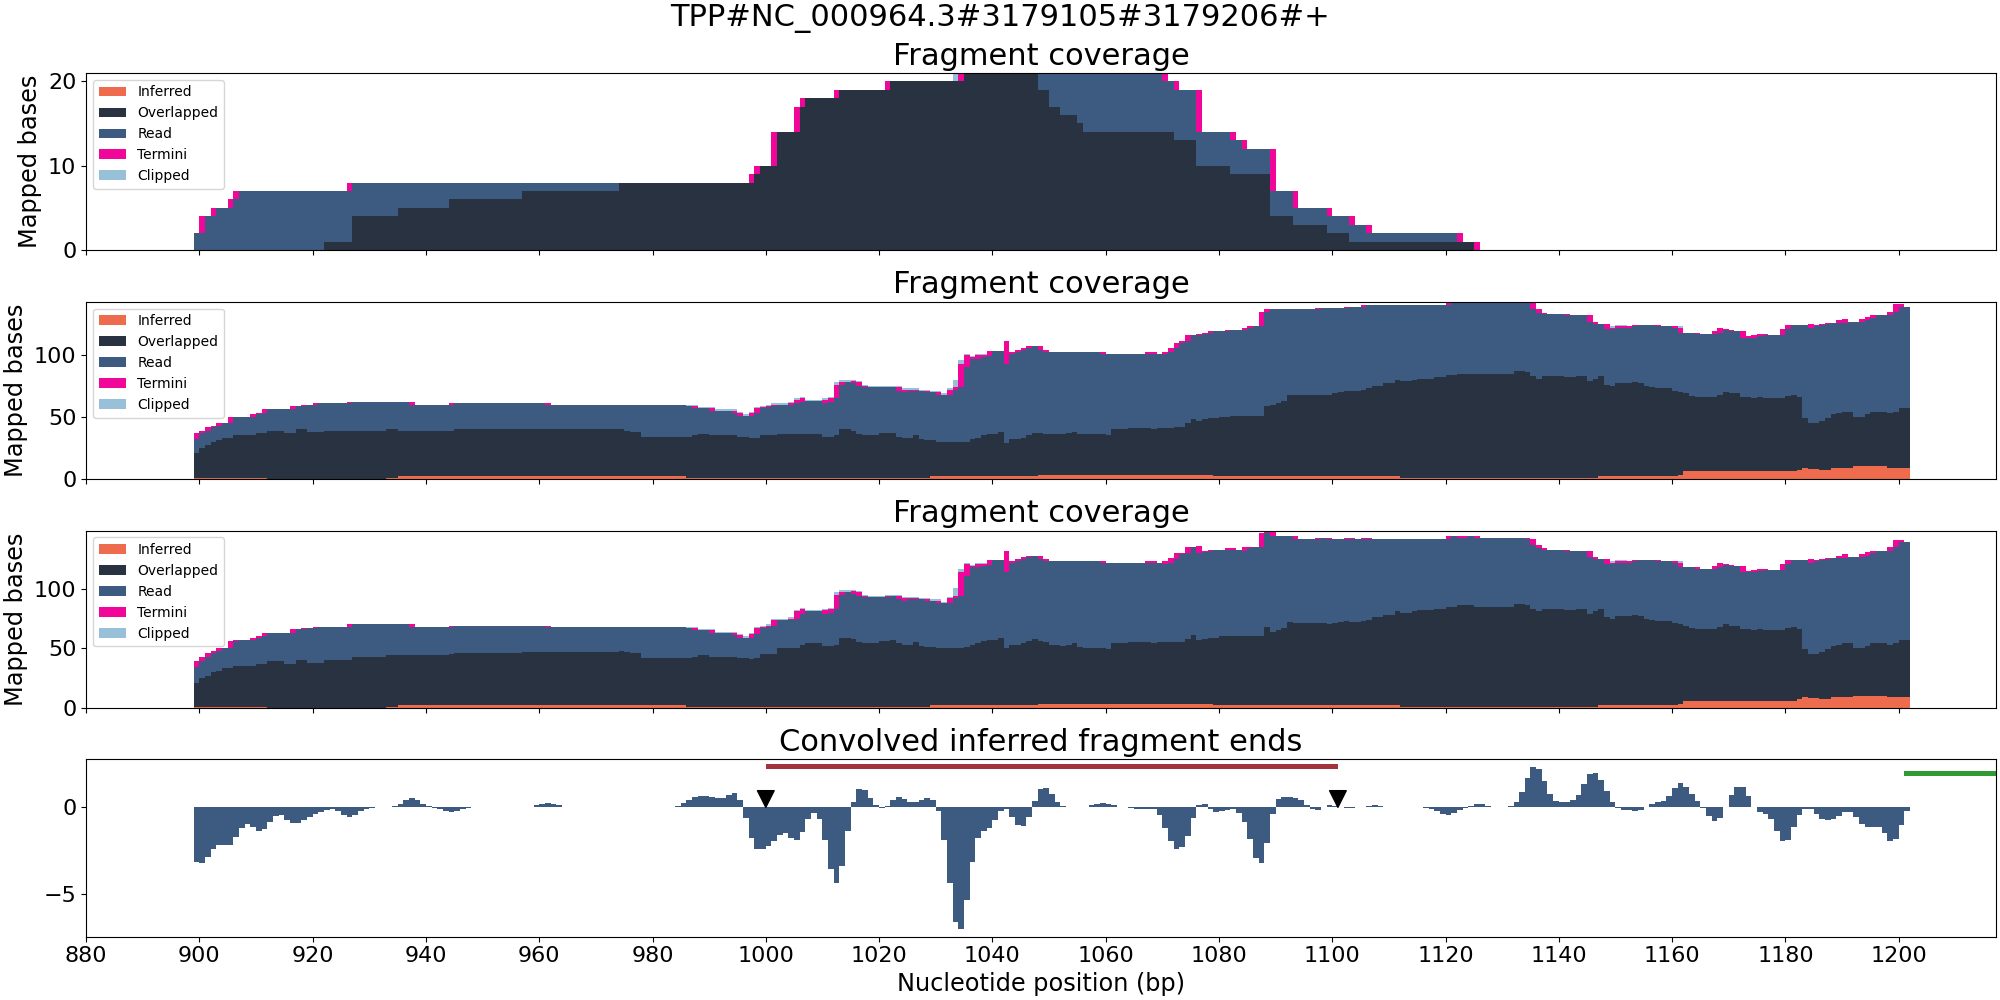 TPP#NC_000964.3#3179105#3179206#+
Fragment coverage
Mapped bases
20
10
0
Inferred
Overlapped
Read
Termini
Clipped
Fragment coverage
Mapped bases
100
50
0
Inferred
Overlapped
Read
Termini
Clipped
Fragment coverage
Mapped bases
100
50
0
Inferred
Overlapped
Read
Termini
Clipped
Convolved inferred fragment ends
0
−5
880 900 920 940 960 980 1000 1020 1040 1060 1080 1100 1120 1140 1160 1180 1200
Nucleotide position (bp)